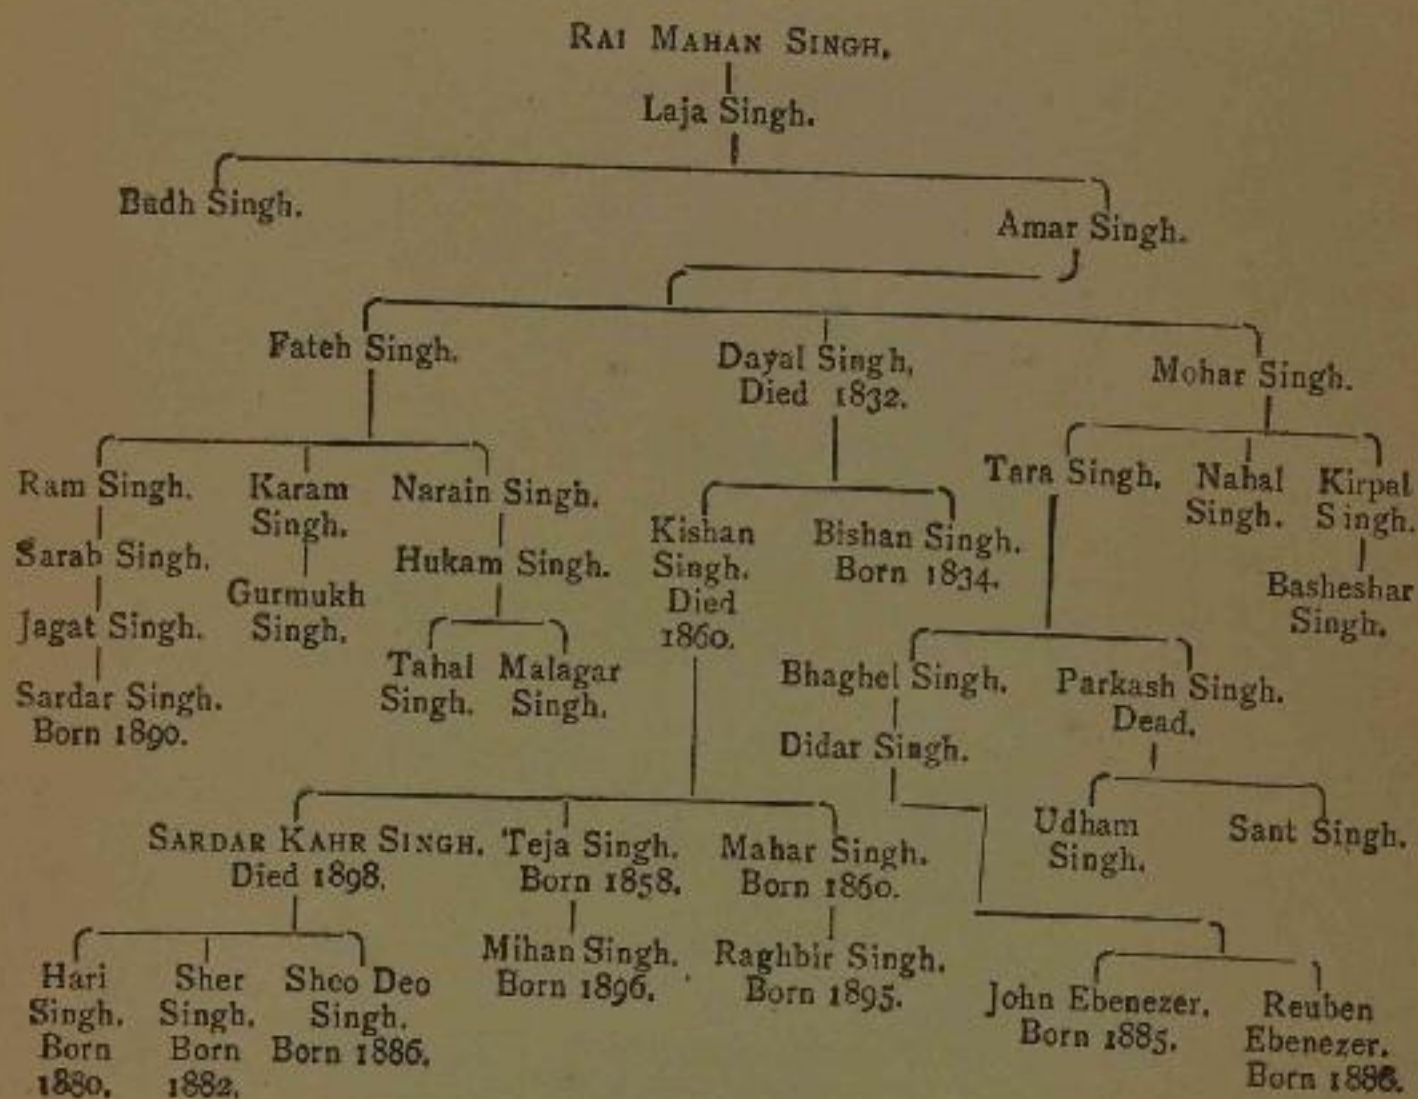 RAI MAHAN SINGH.
Laja Singh.
Badh Singh.
Amar Singh.
Fateh Singh.
Dayal Singh,
Died 1832.
Mohar Singh.
Ram Singh.
Karam
Singh.
Narain Singh.
Kishan
Singh.
Died
1860.
Bishan Singh.
Born 1834.
Tara Singh.
Nahal
Singh.
Kirpal
Singh.
Sarab Singh.
Gurmukh
Singh.
Hukam Singh.
Basheshar
Singh.
Jagat Singh.
Tahal
Singh.
Malagar
Singh.
Bhaghel Singh.
Parkash Singh.
Dead.
Sardar Singh.
Born 1890.
Didar Singh.
SARDAR KAHR SINGH.
Died 1898.
Teja Singh.
Born 1858.
Mahar Singh.
Born 1860.
Udham
Singh.
Sant Singh.
Hari
Singh.
Born
1880.
Sher
Singh.
Born
1882.
Sheo Deo
Singh.
Born 1886.
Mihan Singh.
Born 1896.
Raghbir Singh.
Born 1895.
John Ebenezer.
Born 1885.
Reuben
Ebenezer.
Born